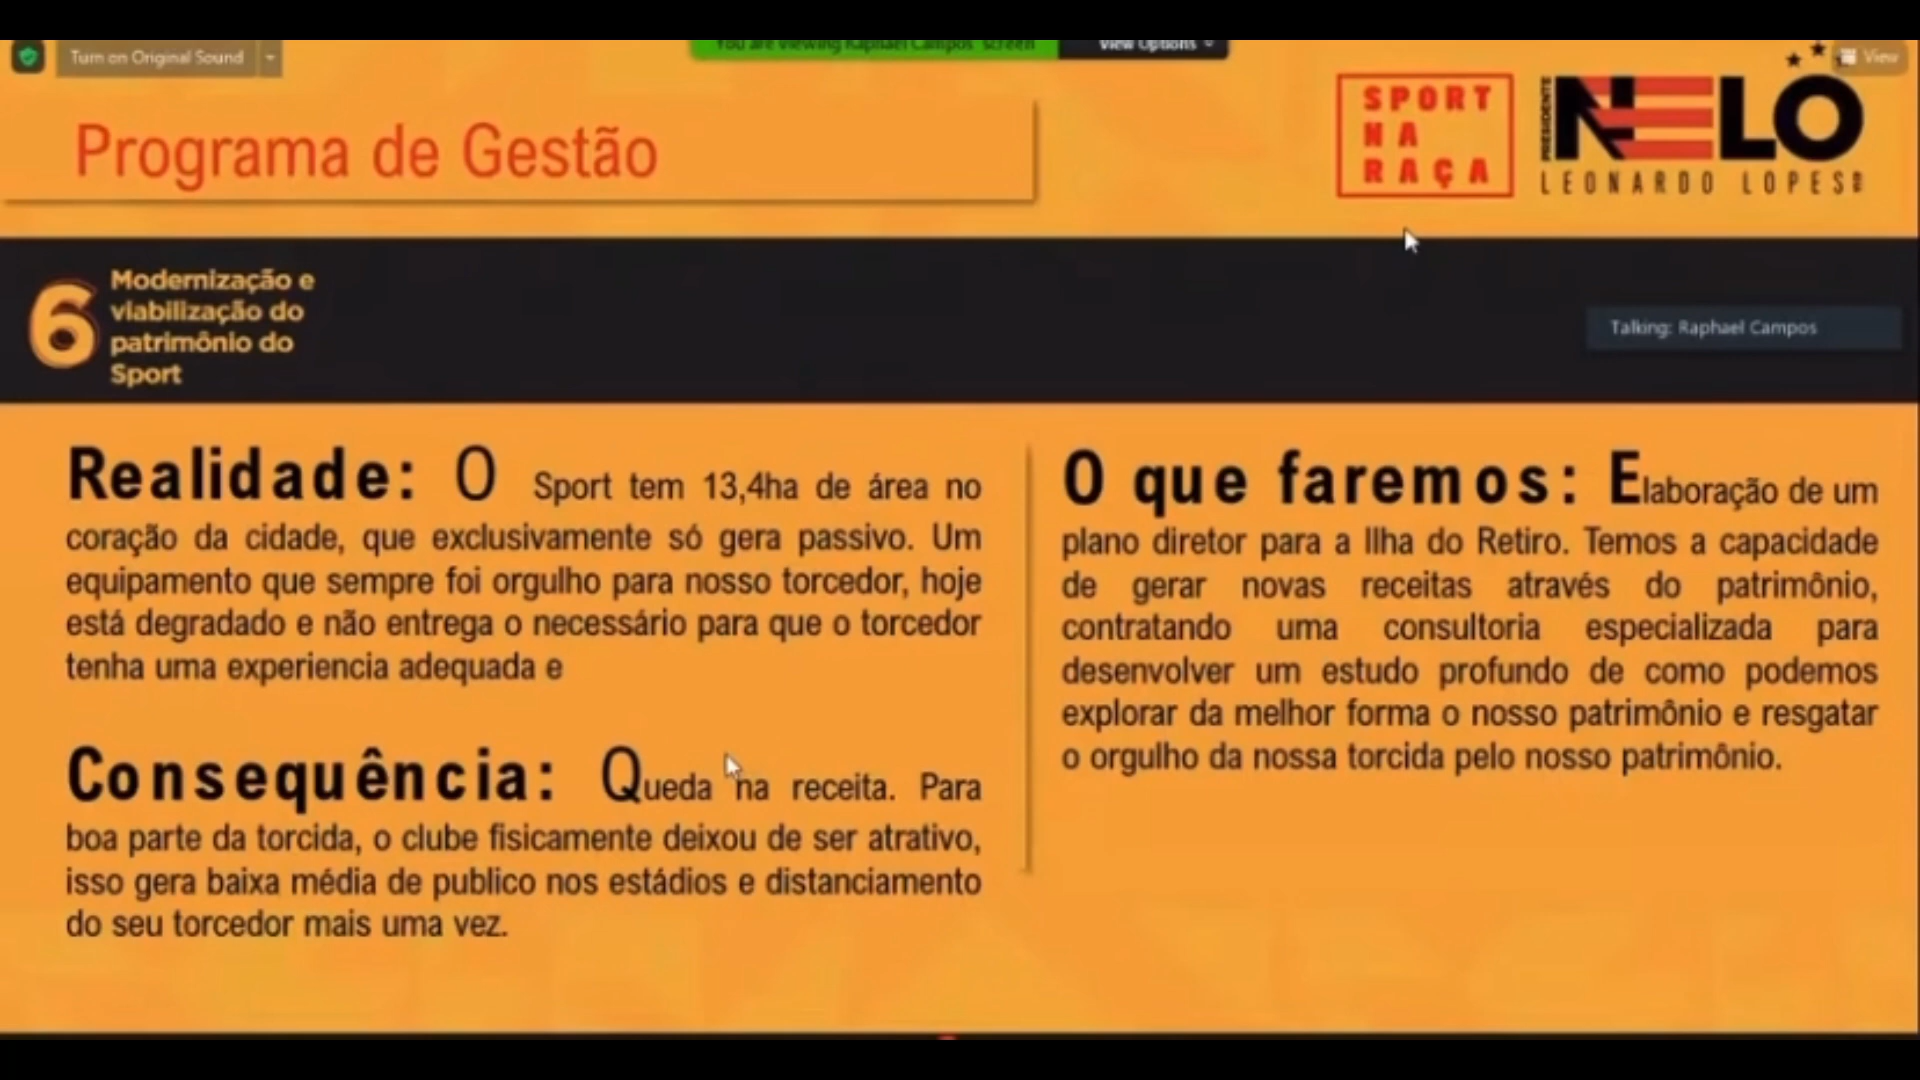 Turn on Original Sound
You are viewing Raphael Campos' screen
View Options
View
SPORT
NA
RAÇA
PRESIDENTE
NELO
LEONARDO LOPES
Programa de Gestão
6
Modernização e
viabilização do
patrimônio do
Sport
Talking: Raphael Campos
Realidade: O Sport tem 13,4ha de área no
coração da cidade, que exclusivamente só gera passivo. Um
equipamento que sempre foi orgulho para nosso torcedor, hoje
está degradado e não entrega o necessário para que o torcedor
tenha uma experiencia adequada e
Consequência: Queda na receita. Para
boa parte da torcida, o clube fisicamente deixou de ser atrativo,
isso gera baixa média de publico nos estádios e distanciamento
do seu torcedor mais uma vez.
O que faremos: Elaboração de um
plano diretor para a Ilha do Retiro. Temos a capacidade
de gerar novas receitas através do patrimônio,
contratando uma consultoria especializada para
desenvolver um estudo profundo de como podemos
explorar da melhor forma o nosso patrimônio e resgatar
o orgulho da nossa torcida pelo nosso patrimônio.